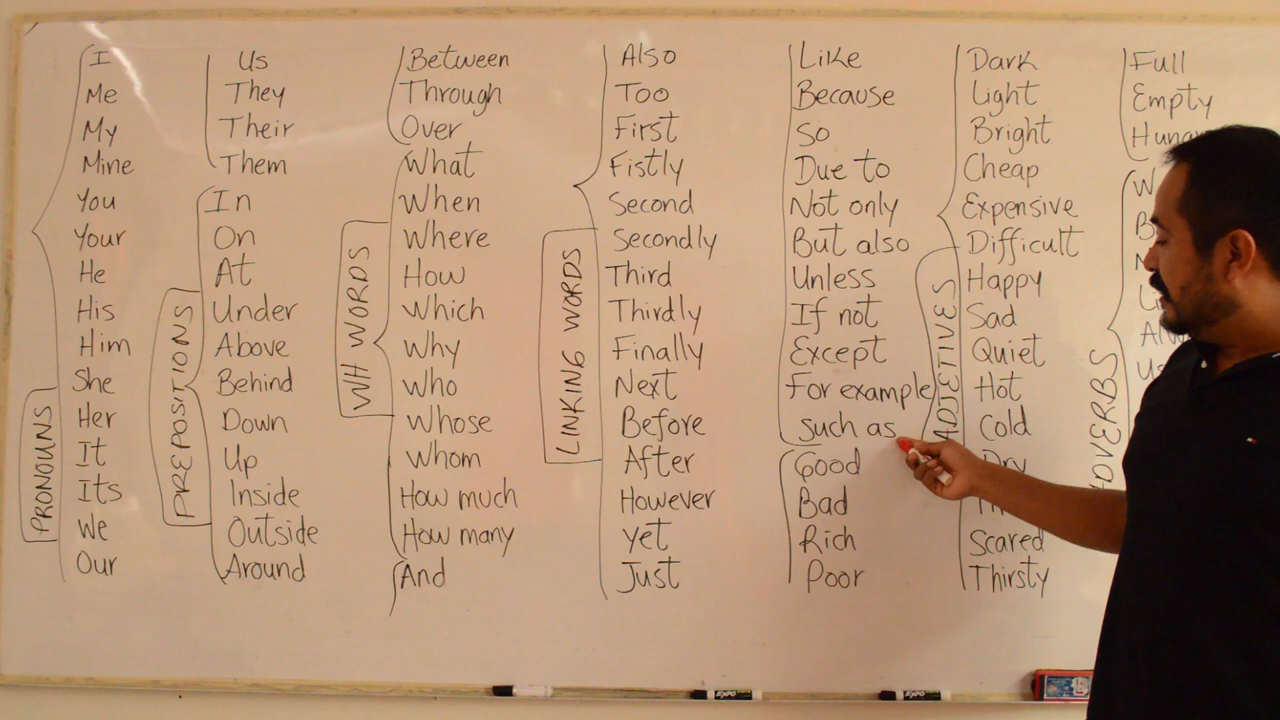 I
Me
My
Mine
You
Your
He
His
Him
She
Her
It
Its
We
Our
PRONOUNS
Us
They
Their
Them
In
On
At
Under
Above
Behind
Down
Up
Inside
Outside
Around
PREPOSITIONS
Between
Through
Over
What
When
Where
How
Which
Why
Who
Whose
Whom
How much
How many
And
WH WORDS
Also
Too
First
Fistly
Second
Secondly
Third
Thirdly
Finally
Next
Before
After
However
Yet
Just
LINKING WORDS
Like
Because
So
Due to
Not only
But also
Unless
If not
Except
For example
Such as
Good
Bad
Rich
Poor
Dark
Light
Bright
Cheap
Expensive
Difficult
Happy
Sad
Quiet
Hot
Cold
Dry
Scared
Thirsty
ADJETIVES
Full
Empty
EXPO
EXPO